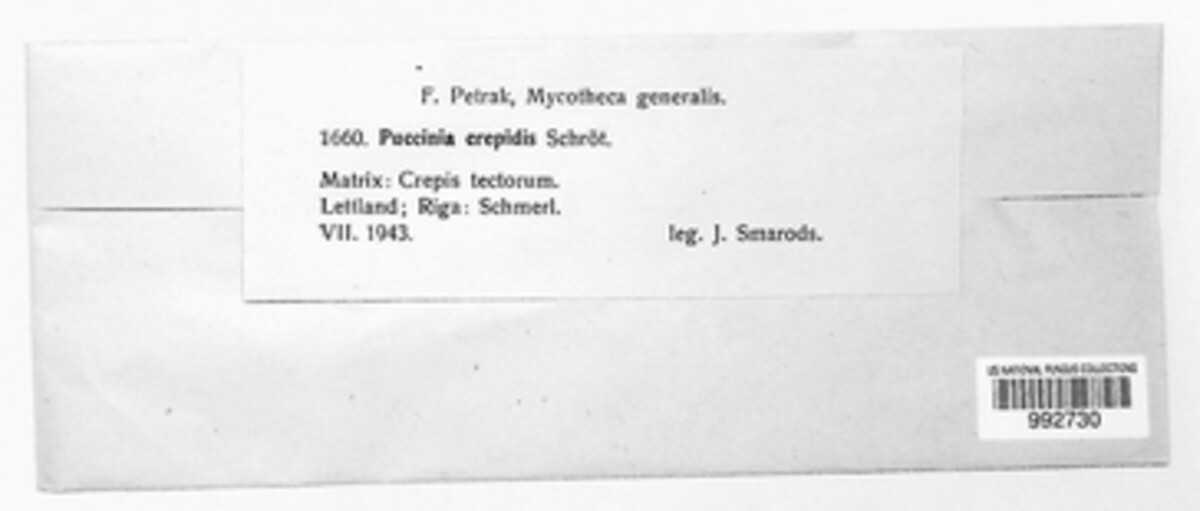 F. Petrak, Mycotheca generalis.
1660. Puccinia crepidis Schröt.
Matrix: Crepis tectorum.
Lettland; Riga: Schmerl.
VII. 1943. leg. J. Smarods.
US NATIONAL FUNGUS COLLECTIONS
992730